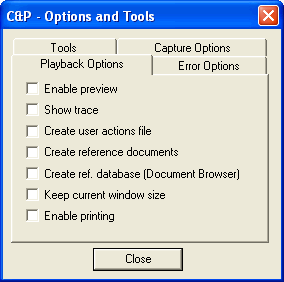 C&P - Options and Tools
Tools
Capture Options
Playback Options
Error Options
Enable preview
Show trace
Create user actions file
Create reference documents
Create ref. database (Document Browser)
Keep current window size
Enable printing
Close